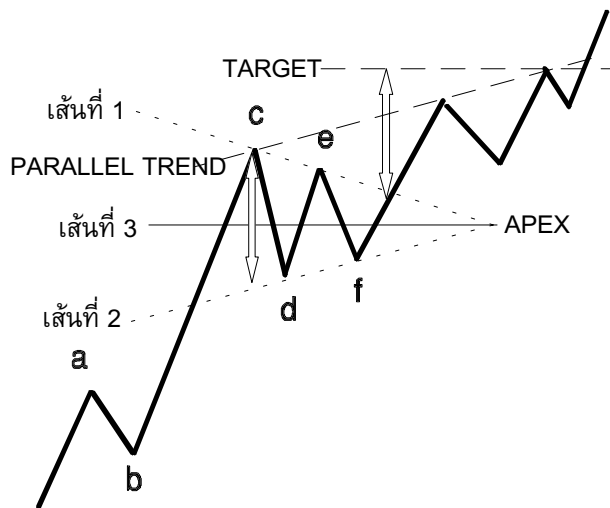 TARGET
เส้นที่ 1
c
e
PARALLEL TREND
เส้นที่ 3
APEX
d
f
เส้นที่ 2
a
b